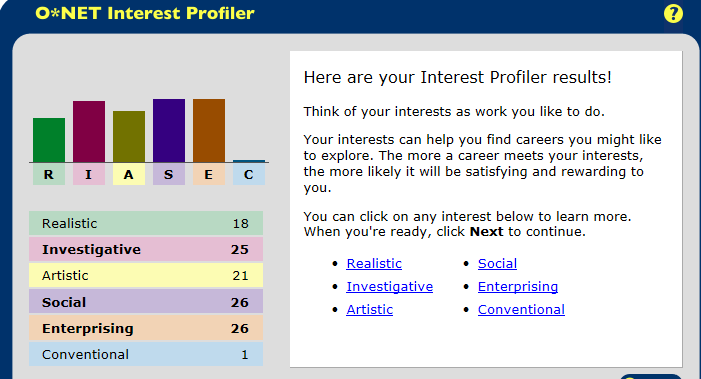 O*NET Interest Profiler
?
R I A S E C
Realistic 18
Investigative 25
Artistic 21
Social 26
Enterprising 26
Conventional 1
Here are your Interest Profiler results!
Think of your interests as work you like to do.
Your interests can help you find careers you might like
to explore. The more a career meets your interests,
the more likely it will be satisfying and rewarding to
you.
You can click on any interest below to learn more.
When you're ready, click Next to continue.
• Realistic • Social
• Investigative • Enterprising
• Artistic • Conventional